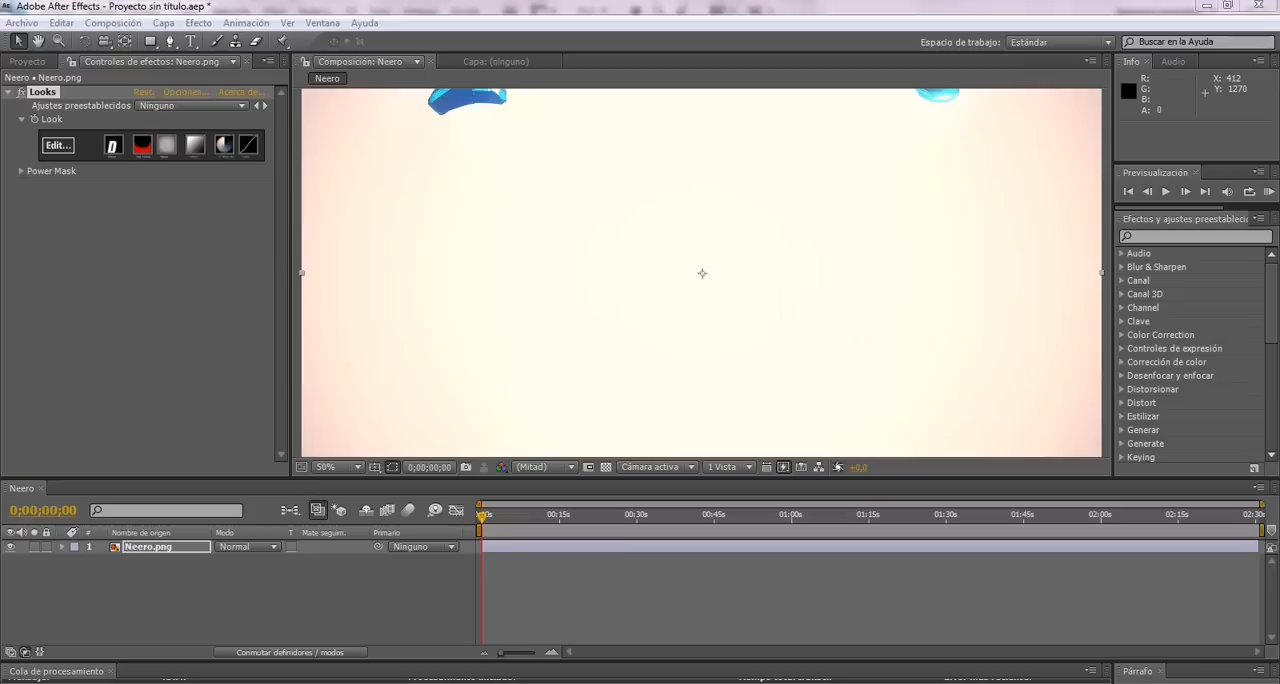 Adobe After Effects - Proyecto sin título.aep *
Archivo Editar Composición Capa Efecto Animación Ver Ventana Ayuda
Espacio de trabajo: Estándar Buscar en la Ayuda
Proyecto Controles de efectos: Neero.png Composición: Neero Capa: (ninguno) Info Audio
Neero • Neero.png Neero
Looks Rest. Opciones... Acerca de...
Ajustes preestablecidos Ninguno
Look
Edit...
Power Mask
R: X: 412
G: Y: 1270
B:
A: 0
Previsualización
Efectos y ajustes preestableci
Audio
Blur & Sharpen
Canal
Canal 3D
Channel
Clave
Color Correction
Controles de expresión
Corrección de color
Desenfocar y enfocar
Distorsionar
Distort
Estilizar
Generar
Generate
Keying
50% 0;00;00;00 (Mitad) Cámara activa 1 Vista +0,0
Neero
0;00;00;00
00s 00:15s 00:30s 00:45s 01:00s 01:15s 01:30s 01:45s 02:00s 02:15s 02:30s
# Nombre de origen Modo T Mate seguim. Primario
1 Neero.png Normal Ninguno
Conmutar definidores / modos
Cola de procesamiento Párrafo